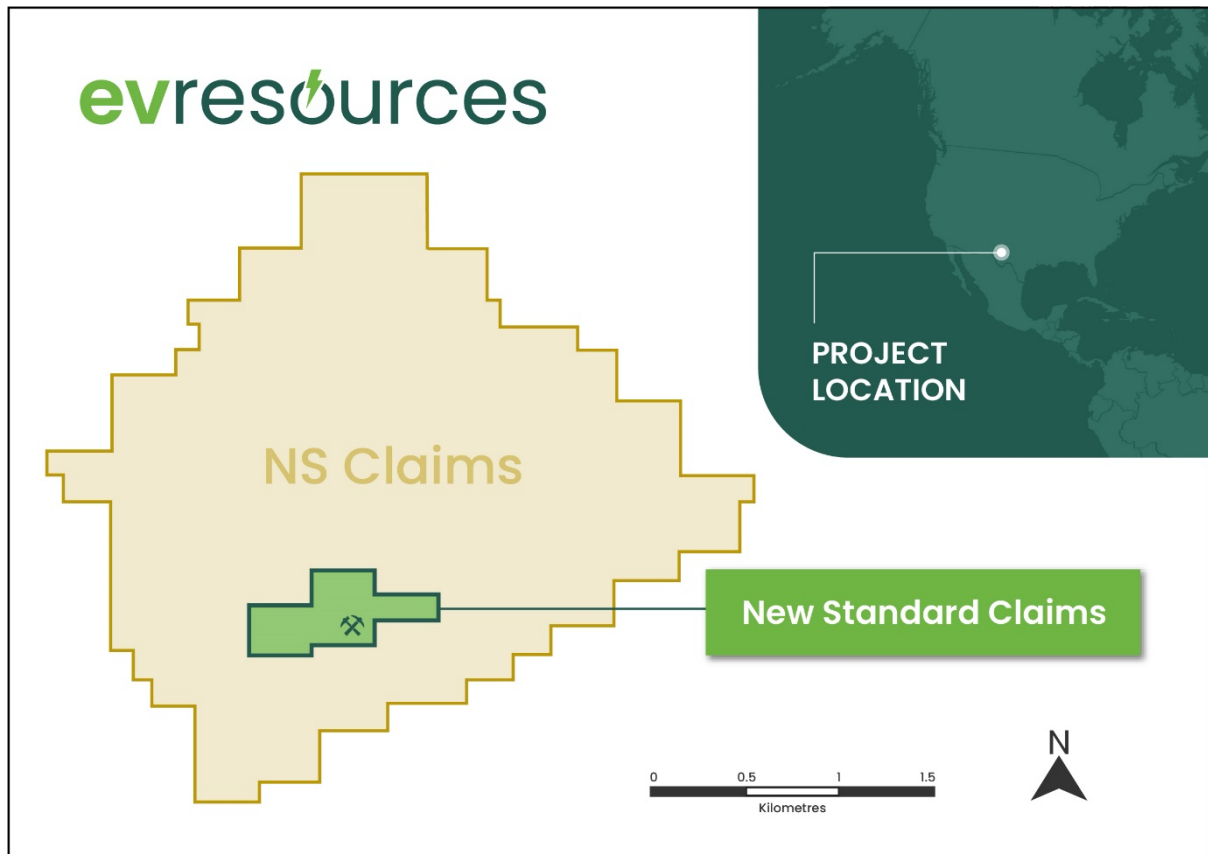 evresources
PROJECT
LOCATION
NS Claims
New Standard Claims
N
0 0.5 1 1.5
Kilometres